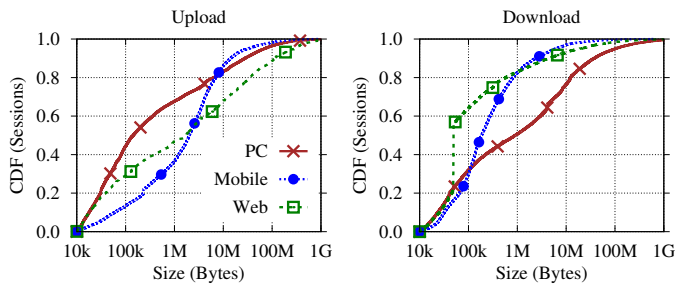 Upload
CDF (Sessions)
1.0
0.8
0.6
0.4
0.2
0.0
PC
Mobile
Web
10k 100k 1M 10M 100M 1G
Size (Bytes)
Download
CDF (Sessions)
1.0
0.8
0.6
0.4
0.2
0.0
10k 100k 1M 10M 100M 1G
Size (Bytes)